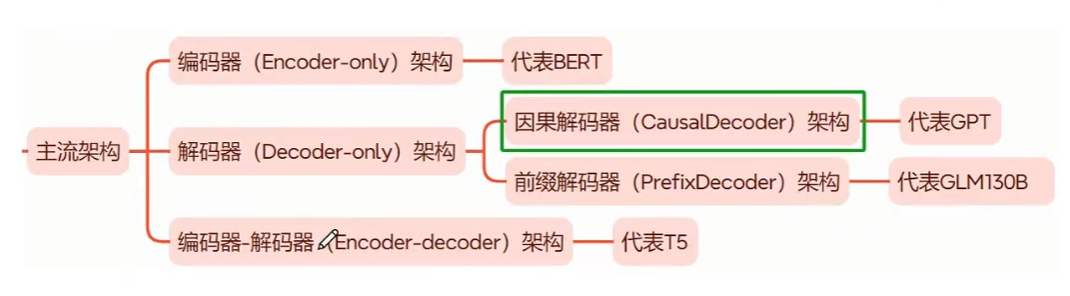 主流架构
编码器（Encoder-only）架构
代表BERT
解码器（Decoder-only）架构
因果解码器（CausalDecoder）架构
代表GPT
前缀解码器（PrefixDecoder）架构
代表GLM130B
编码器-解码器（Encoder-decoder）架构
代表T5